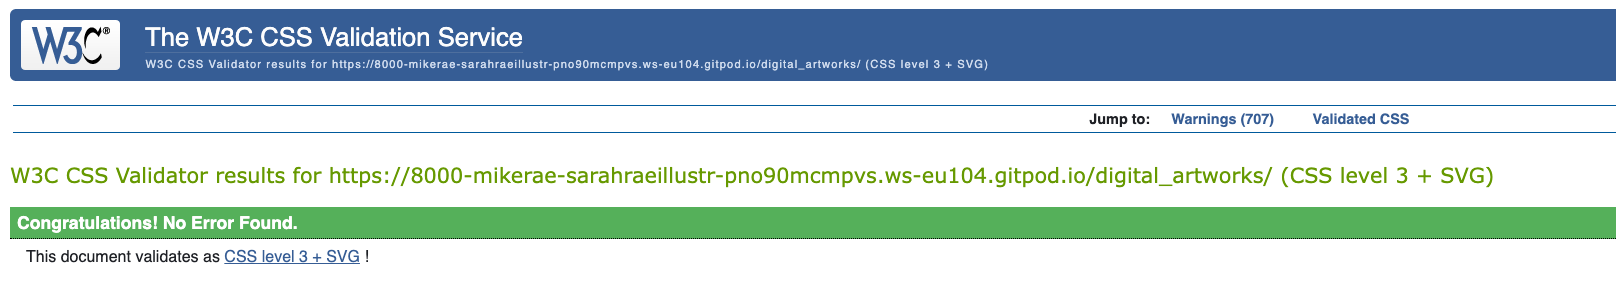 W3C®
The W3C CSS Validation Service
W3C CSS Validator results for https://8000-mikerae-sarahraeillustr-pno90mcmpvs.ws-eu104.gitpod.io/digital_artworks/ (CSS level 3 + SVG)
Jump to: Warnings (707) Validated CSS
W3C CSS Validator results for https://8000-mikerae-sarahraeillustr-pno90mcmpvs.ws-eu104.gitpod.io/digital_artworks/ (CSS level 3 + SVG)
Congratulations! No Error Found.
This document validates as CSS level 3 + SVG !